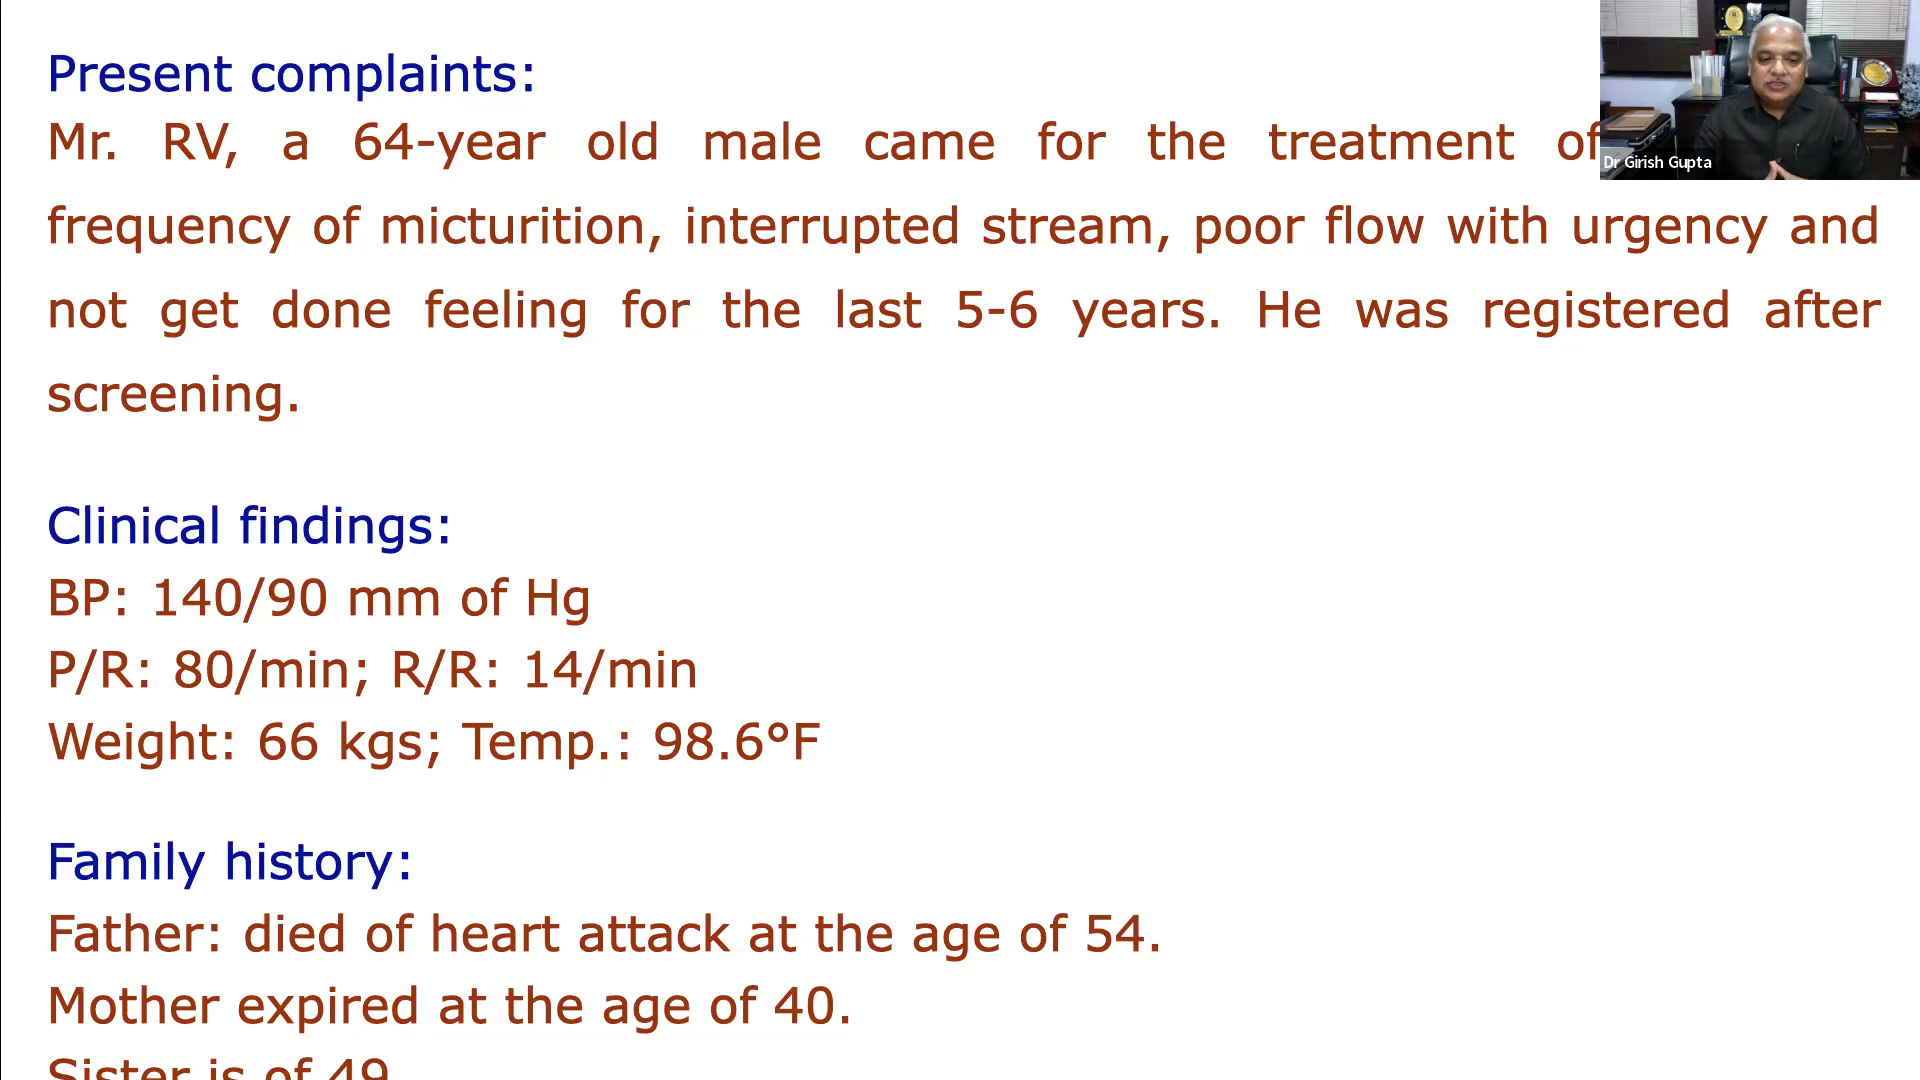 Present complaints:
Mr. RV, a 64-year old male came for the treatment of
frequency of micturition, interrupted stream, poor flow with urgency and
not get done feeling for the last 5-6 years. He was registered after
screening.
Clinical findings:
BP: 140/90 mm of Hg
P/R: 80/min; R/R: 14/min
Weight: 66 kgs; Temp.: 98.6°F
Family history:
Father: died of heart attack at the age of 54.
Mother expired at the age of 40.
Sister is of 49
Dr Girish Gupta